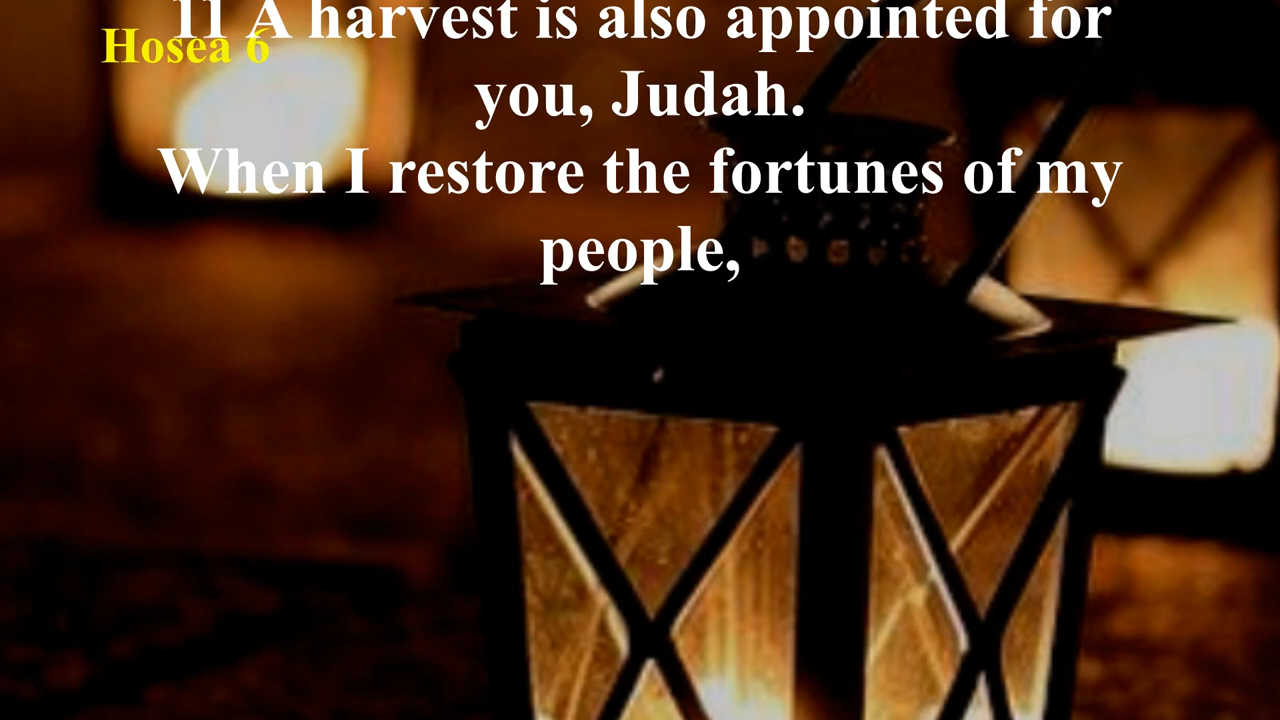 11 A harvest is also appointed for
Hosea 6
you, Judah.
When I restore the fortunes of my
people,